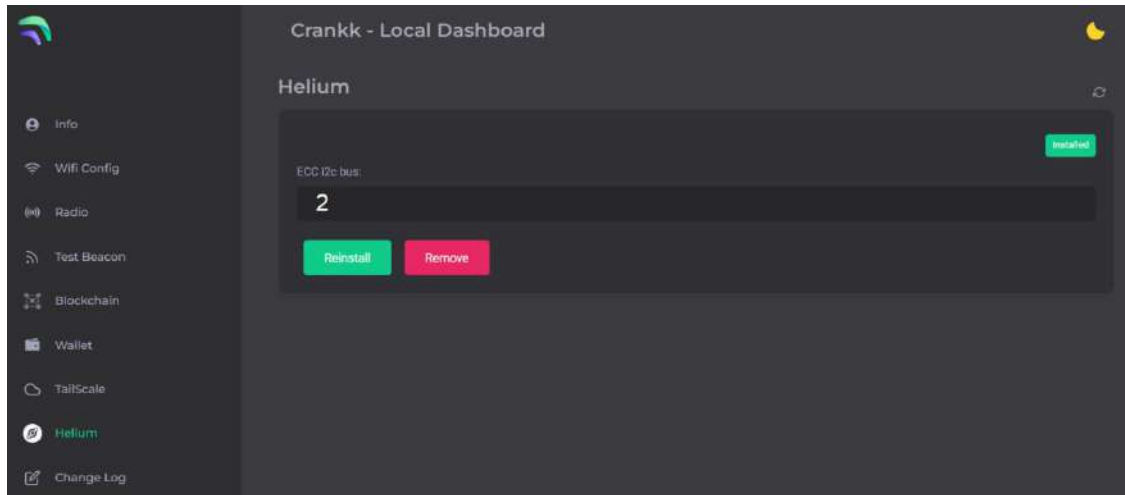 Crankk - Local Dashboard
Helium
Info
Wifi Config
Radio
Test Beacon
Blockchain
Wallet
TailScale
Helium
Change Log
Installed
ECC i2c bus:
2
Reinstall
Remove